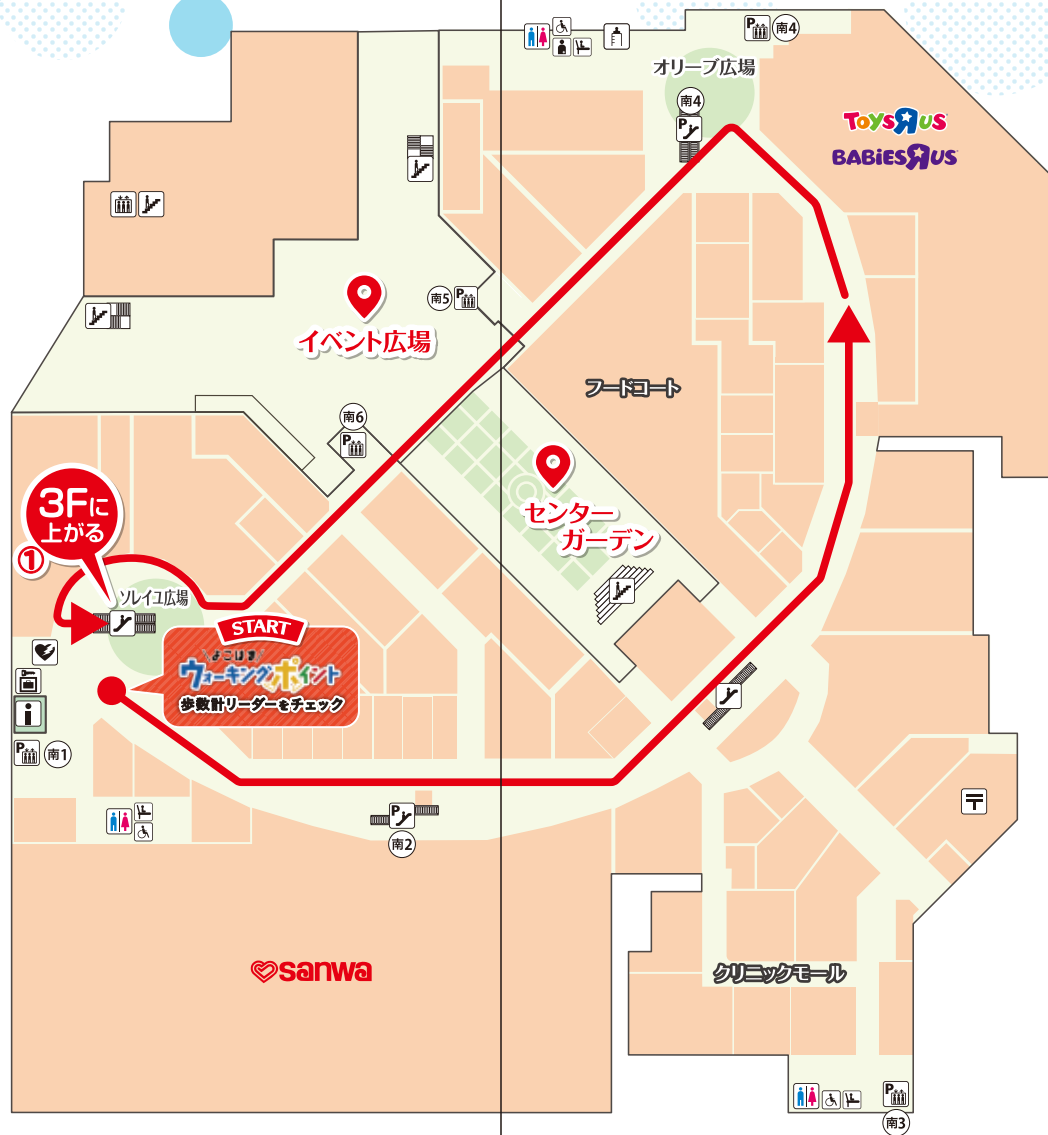 P 南4
オリーブ広場
南4
P
TOYSЯUS
BABIESЯUS
南5 P
イベント広場
フードコート
南6
P
3Fに
上がる
①
センター
ガーデン
ソレイユ広場
START
よこはま
ウォーキングポイント
歩数計リーダーをチェック
i
P 南1
P
南2
〒
sanwa
クリニックモール
P
南3